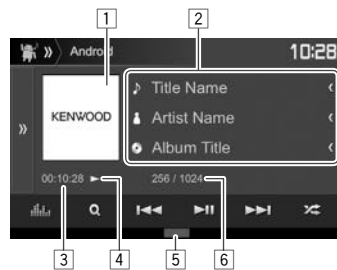 1
2
Android
10:28
KENWOOD
Title Name
Artist Name
Album Title
00:10:28
256 / 1024
3
4
5
6